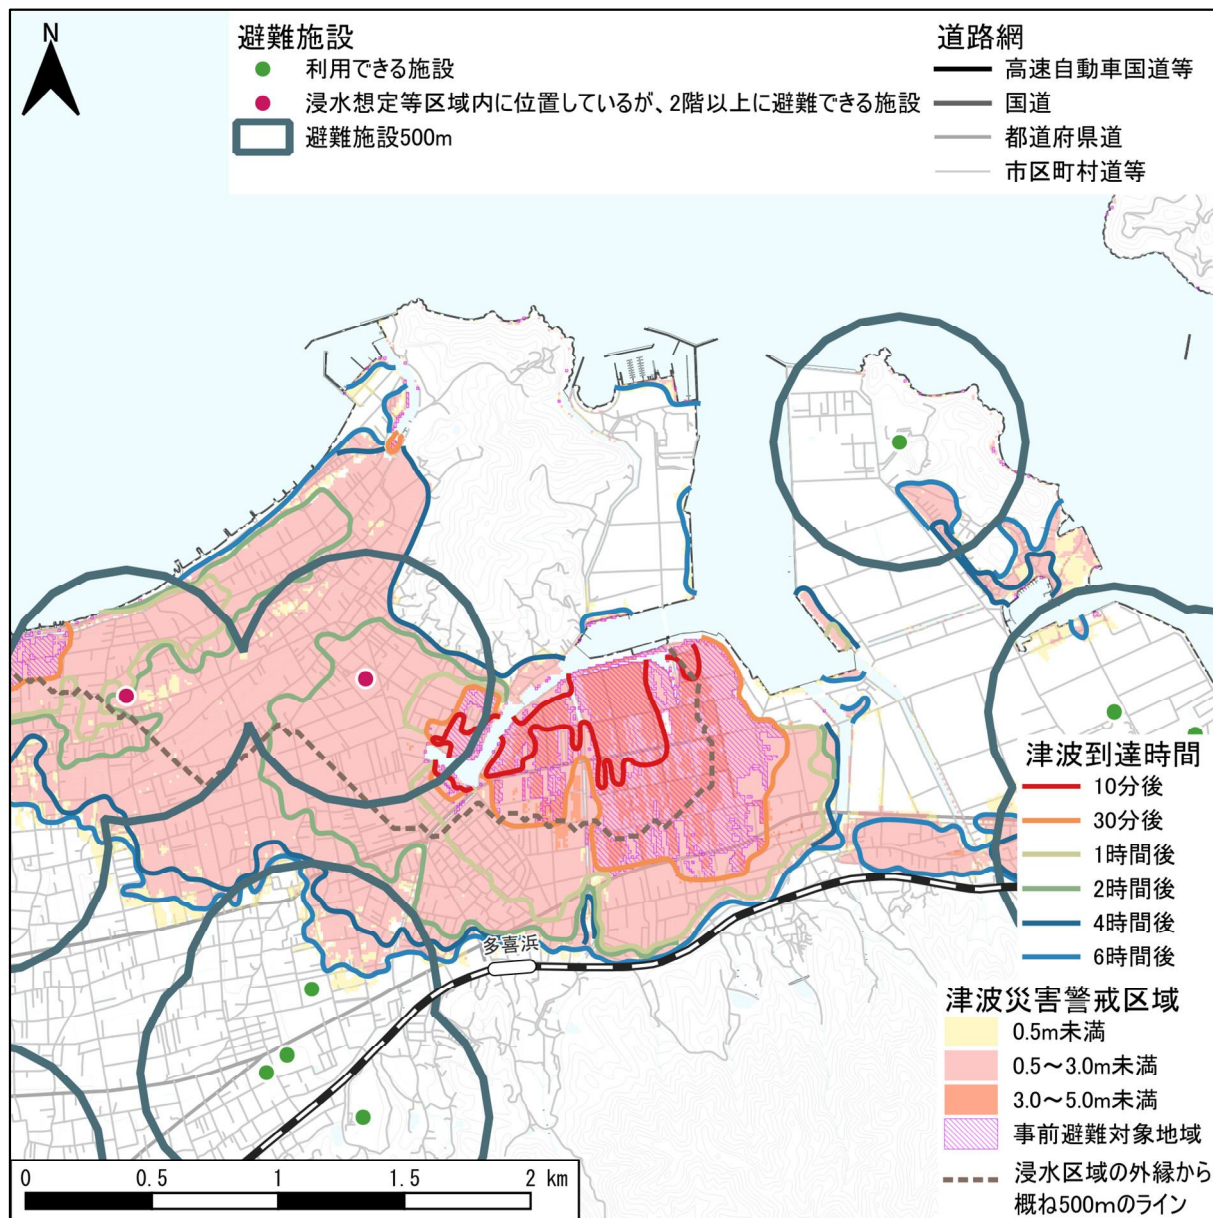 N
避難施設
利用できる施設
浸水想定等区域内に位置しているが、2階以上に避難できる施設
避難施設500m
道路網
高速自動車国道等
国道
都道府県道
市区町村道等
津波到達時間
10分後
30分後
1時間後
2時間後
4時間後
6時間後
多喜浜
津波災害警戒区域
0.5m未満
0.5～3.0m未満
3.0～5.0m未満
事前避難対象地域
浸水区域の外縁から
概ね500mのライン
0 0.5 1 1.5 2 km